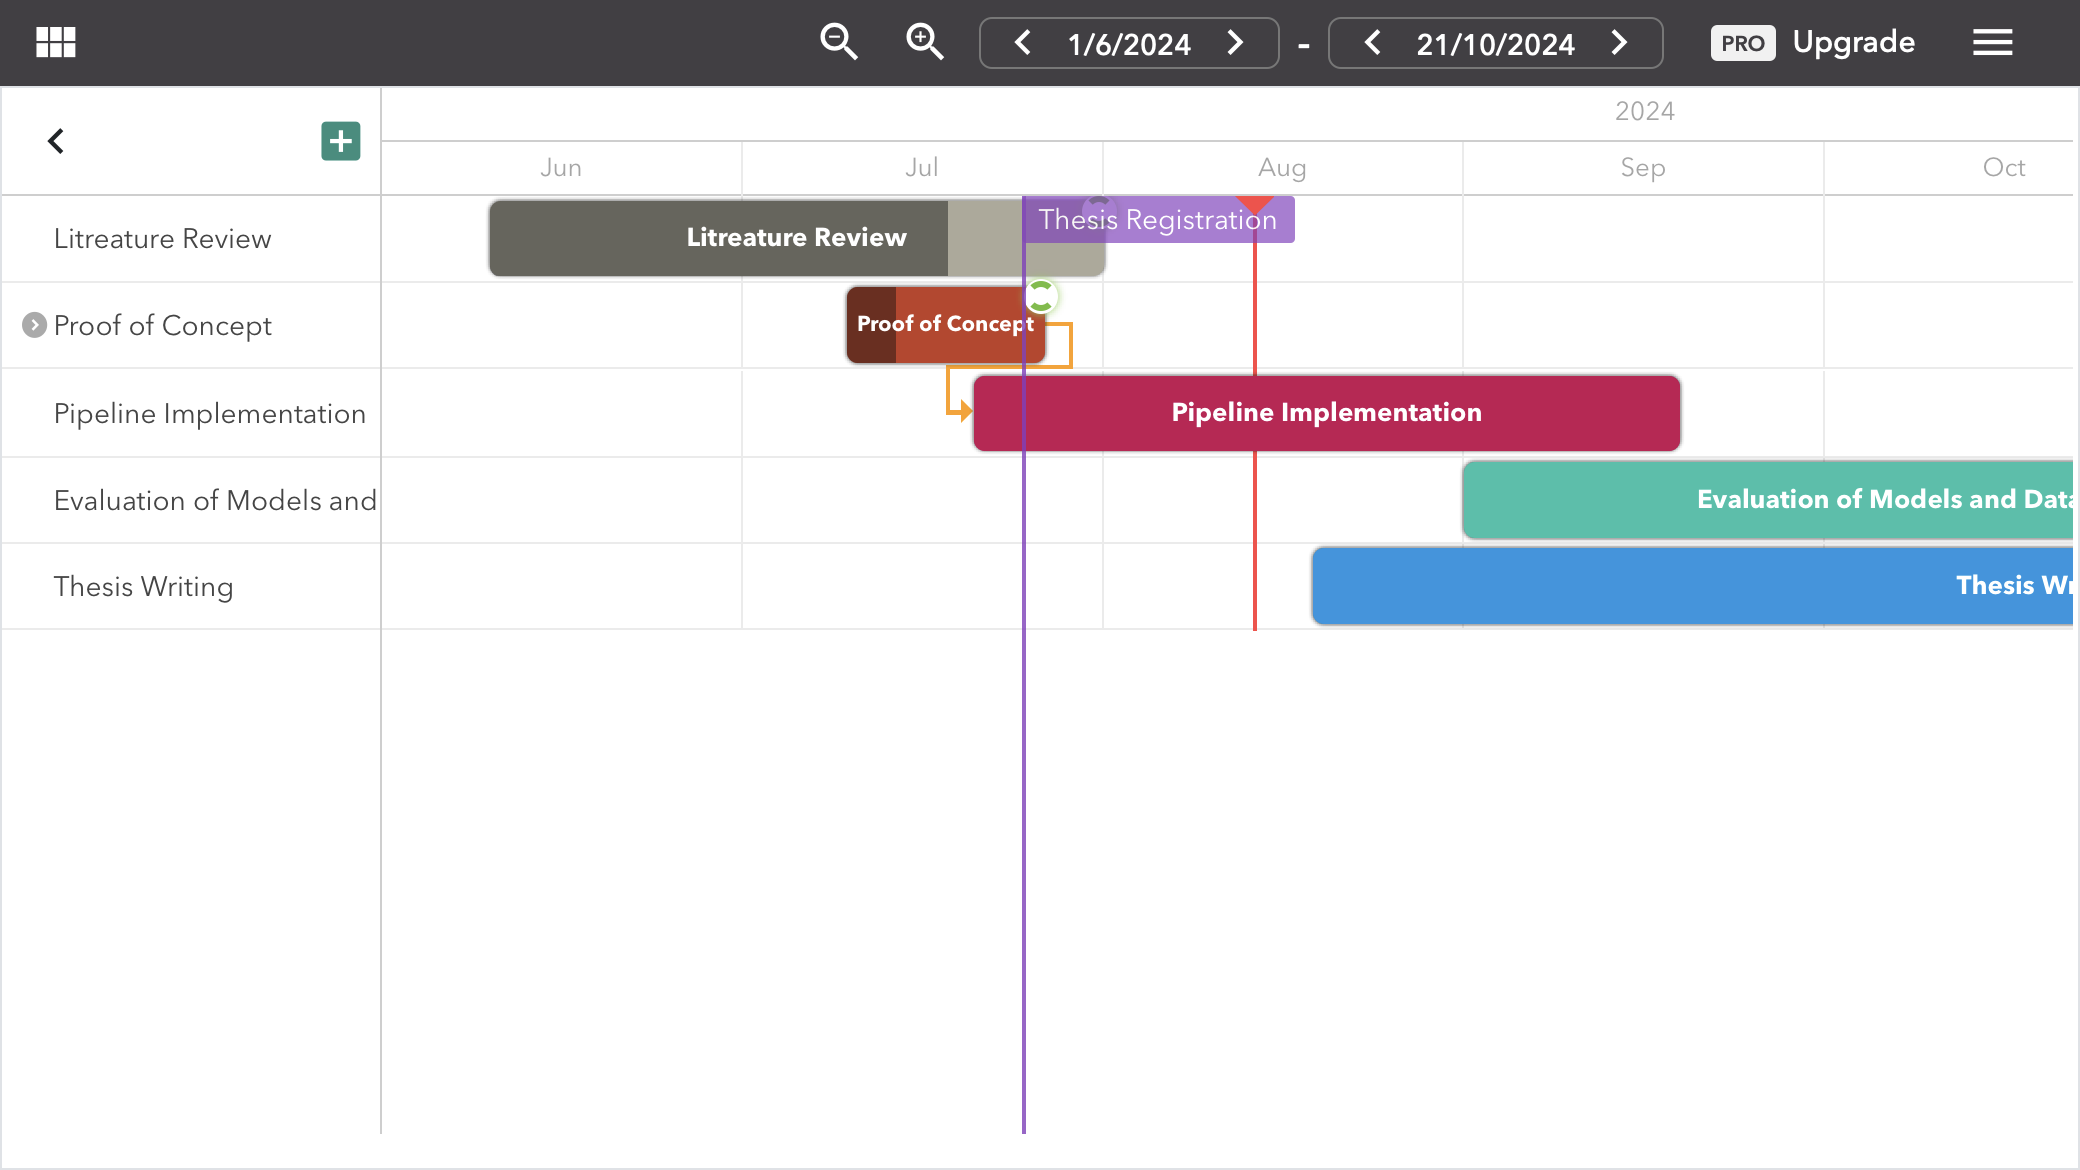 1/6/2024 - 21/10/2024 PRO Upgrade
2024
Jun Jul Aug Sep Oct
Litreature Review
Litreature Review
Thesis Registration
Proof of Concept
Proof of Concept
Pipeline Implementation
Pipeline Implementation
Evaluation of Models and
Evaluation of Models and Data
Thesis Writing
Thesis Wr